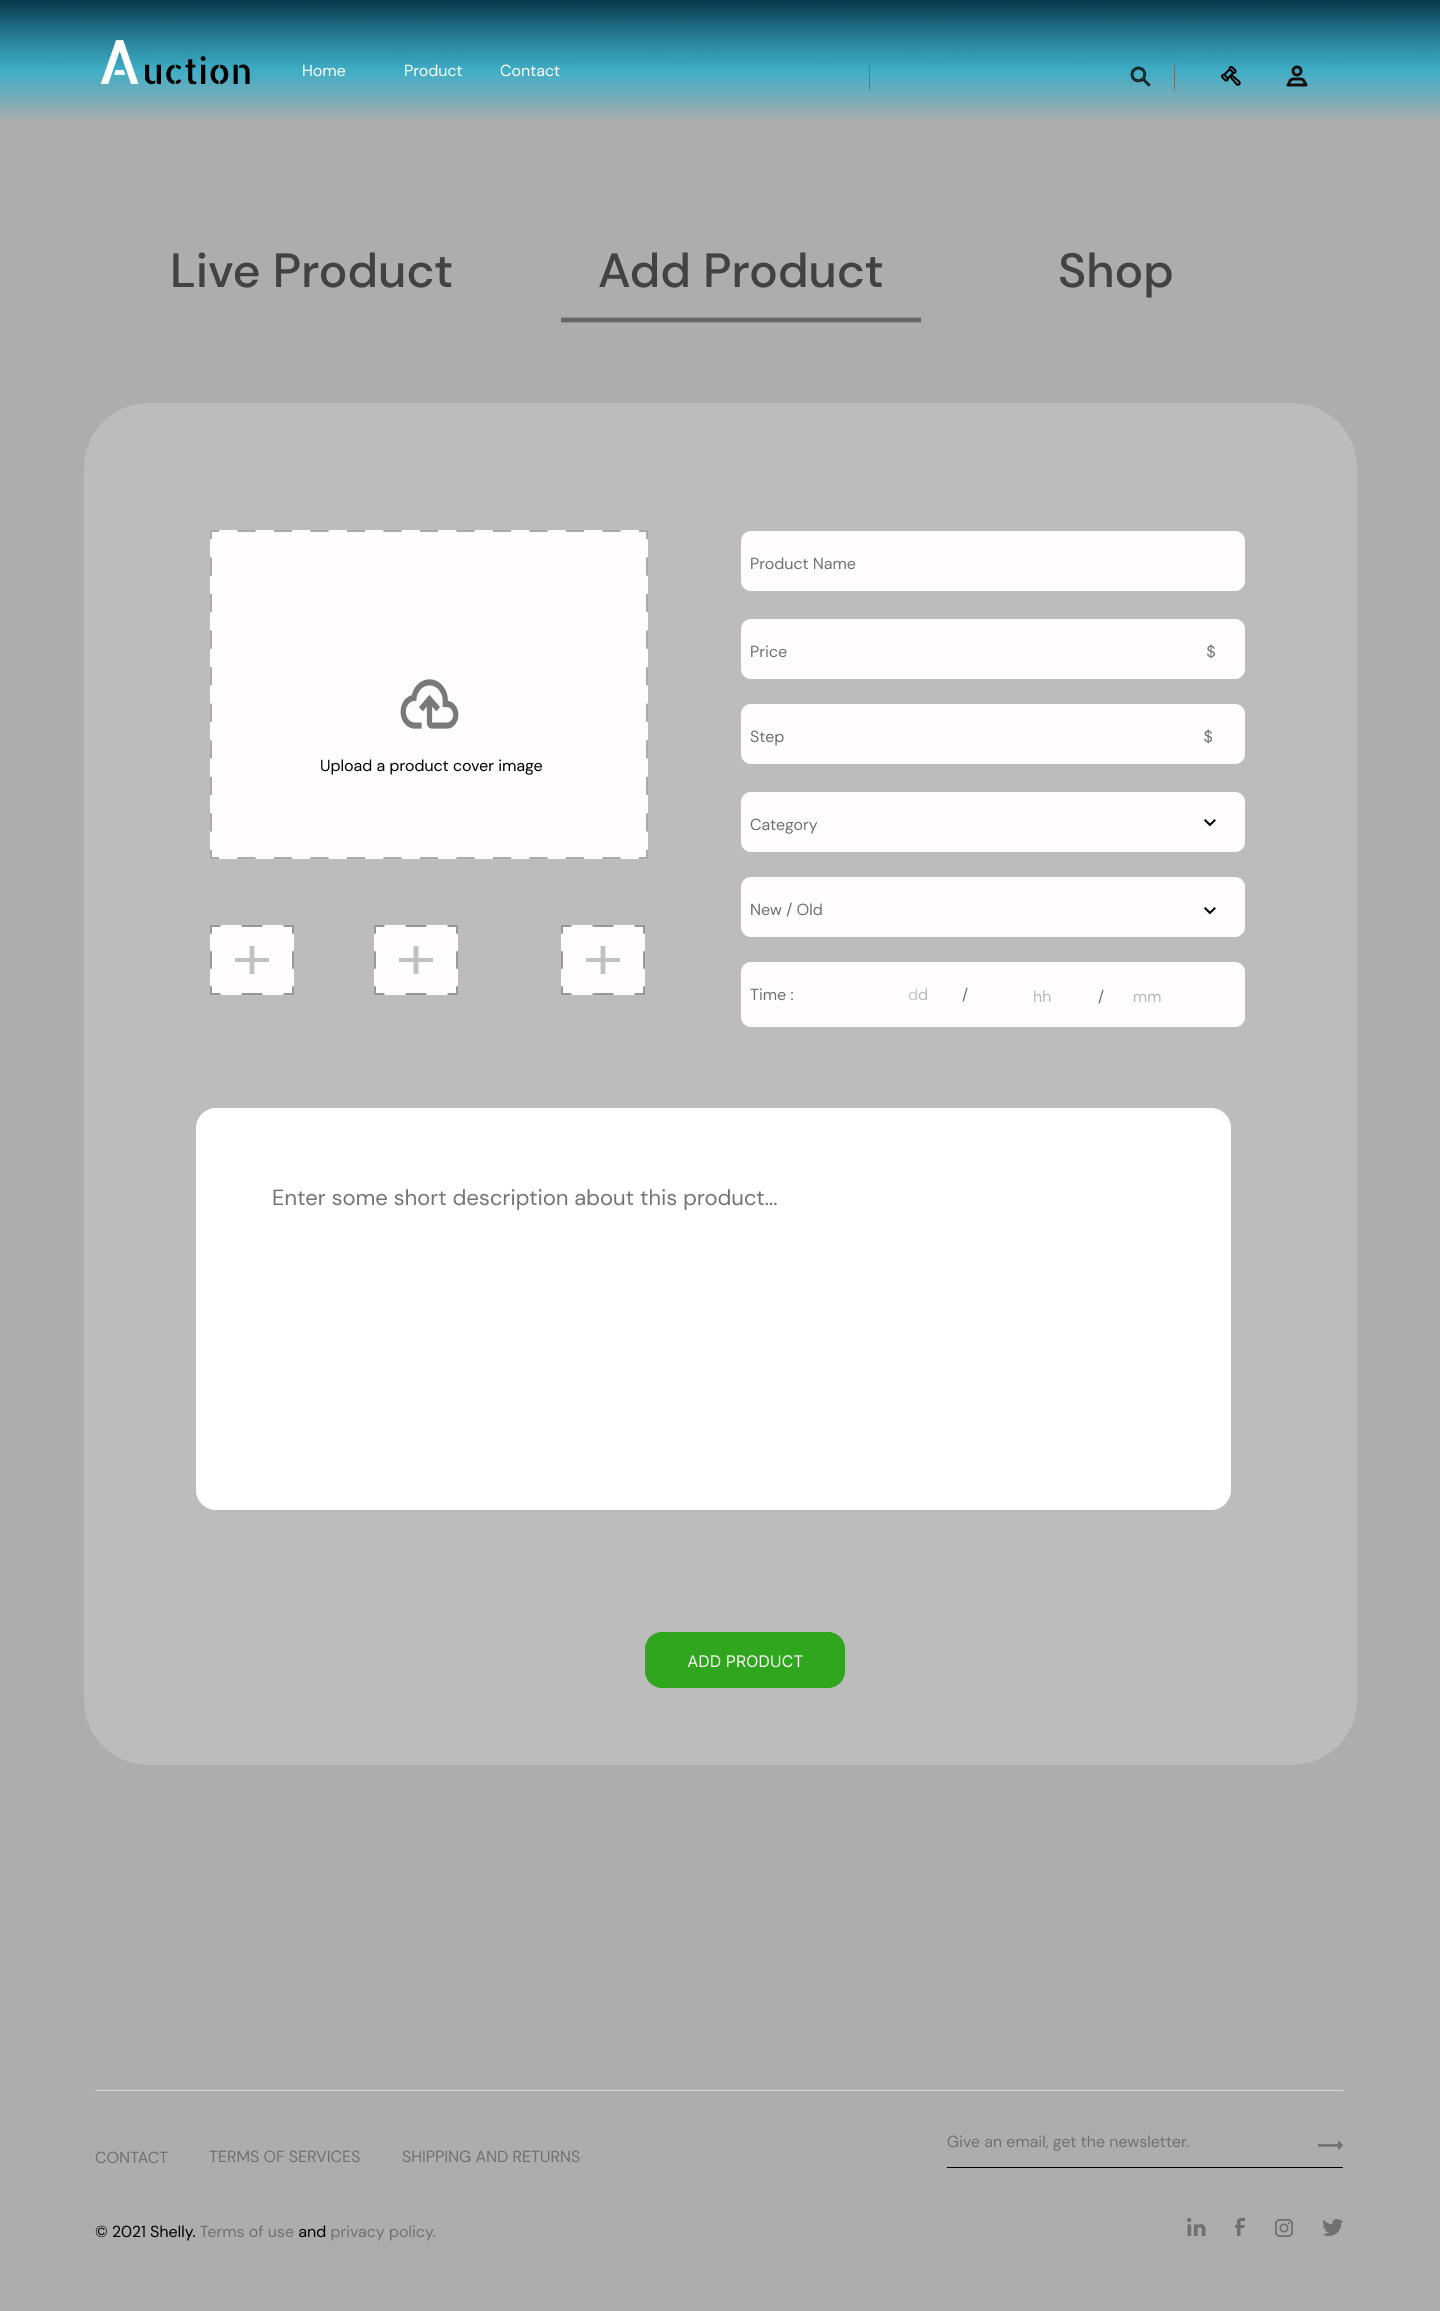 Auction
Home Product Contact
Live Product Add Product Shop
Upload a product cover image
Product Name
Price $
Step $
Category
New / Old
Time : dd / hh / mm
Enter some short description about this product...
ADD PRODUCT
Give an email, get the newsletter.
CONTACT TERMS OF SERVICES SHIPPING AND RETURNS
© 2021 Shelly. Terms of use and privacy policy.